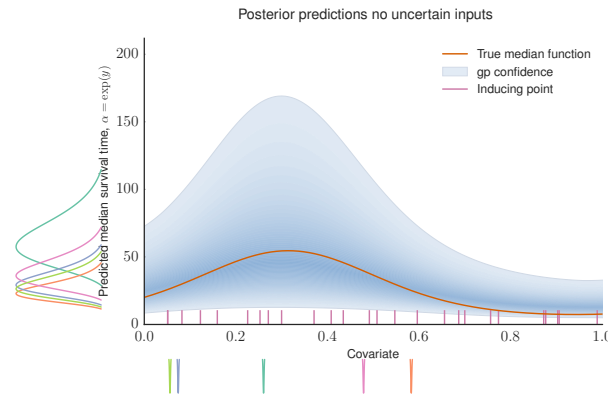 Posterior predictions no uncertain inputs
True median function
gp confidence
Inducing point
Predicted median survival time, α = exp(y)
200
150
100
50
0
0.0 0.2 0.4 0.6 0.8 1.0
Covariate